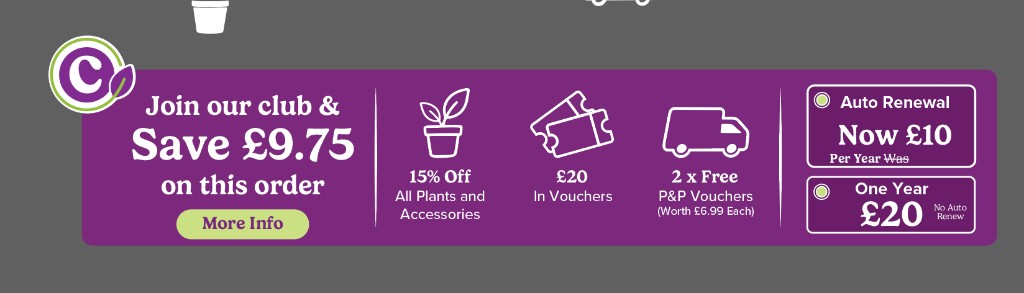 C
Join our club &
Save £9.75
on this order
More Info
15% Off
All Plants and
Accessories
£20
In Vouchers
2 x Free
P&P Vouchers
(Worth £6.99 Each)
Auto Renewal
Now £10
Per Year Was
One Year
£20
No Auto
Renew